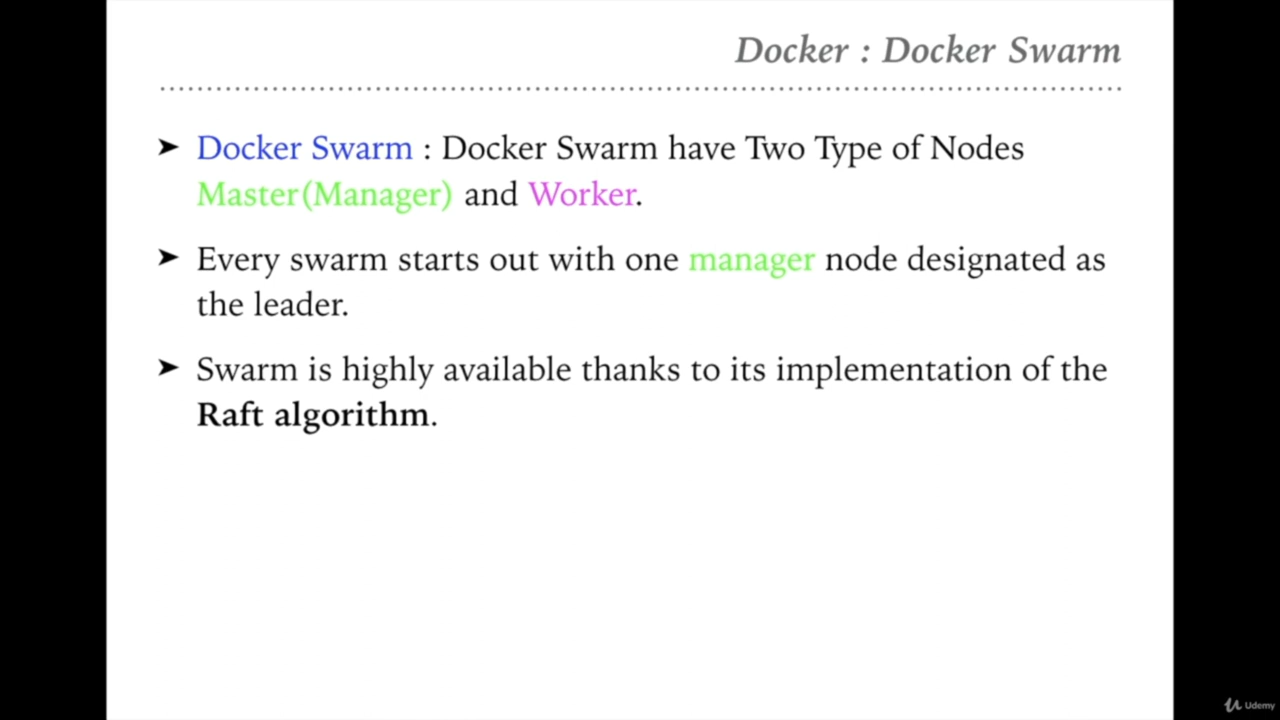 Docker : Docker Swarm
➤ Docker Swarm : Docker Swarm have Two Type of Nodes
Master(Manager) and Worker.
➤ Every swarm starts out with one manager node designated as
the leader.
➤ Swarm is highly available thanks to its implementation of the
Raft algorithm.
Udemy